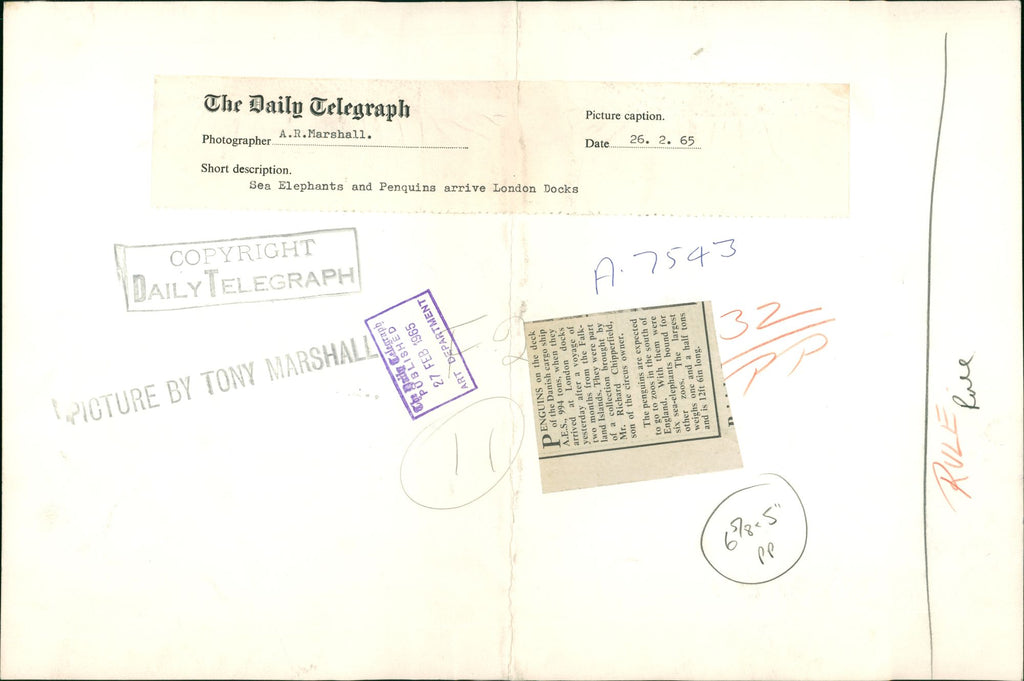 The Daily Telegraph
Photographer A.R.Marshall.
Short description.
Sea Elephants and Penquins arrive London Docks
Picture caption.
Date 26. 2. 65
COPYRIGHT
DAILY TELEGRAPH
PICTURE BY TONY MARSHALL
The Daily Telegraph
PUBLISHED
27 FEB 1965
ART DEPARTMENT
A.7543
PENGUINS on the deck
of the Danish cargo ship
A.E.S., 994 tons, when they
arrived at London docks
yesterday after a voyage of
two months from the Falk-
land Islands. They were part
of a collection brought by
Mr. Richard Chipperfield,
son of the circus owner.
The penguins are expected
to go to zoos in the south of
England. With them were
six sea-elephants bound for
other zoos. The largest
weighs one and a half tons
and is 12ft 6in long.
32
PP
11
6 5/8 × 5"
PP
RULE
Rule